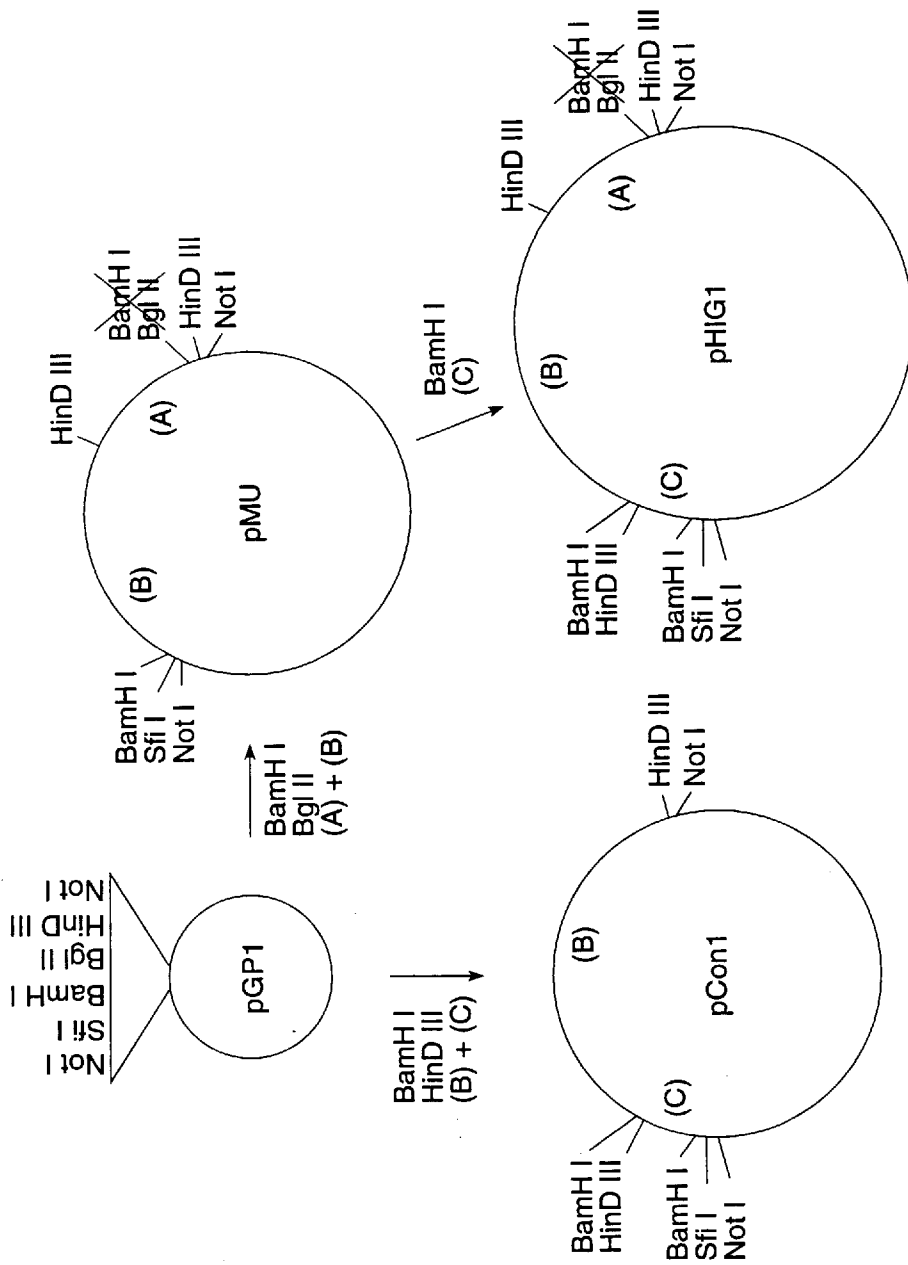 Not I
Sfi I
BamH I
Bgl II
HinD III
Not I
pGP1
BamH I
Bgl II
(A) + (B)
BamH I
Sfi I
Not I
(B)
HinD III
(A)
BamH I
Bgl II
HinD III
Not I
pMU
BamH I
HinD III
(B) + (C)
BamH I
(C)
BamH I
HinD III
BamH I
Sfi I
Not I
(C)
(B)
HinD III
Not I
pCon1
BamH I
HinD III
BamH I
Sfi I
Not I
(C)
(B)
HinD III
(A)
BamH I
Bgl II
HinD III
Not I
pHIG1